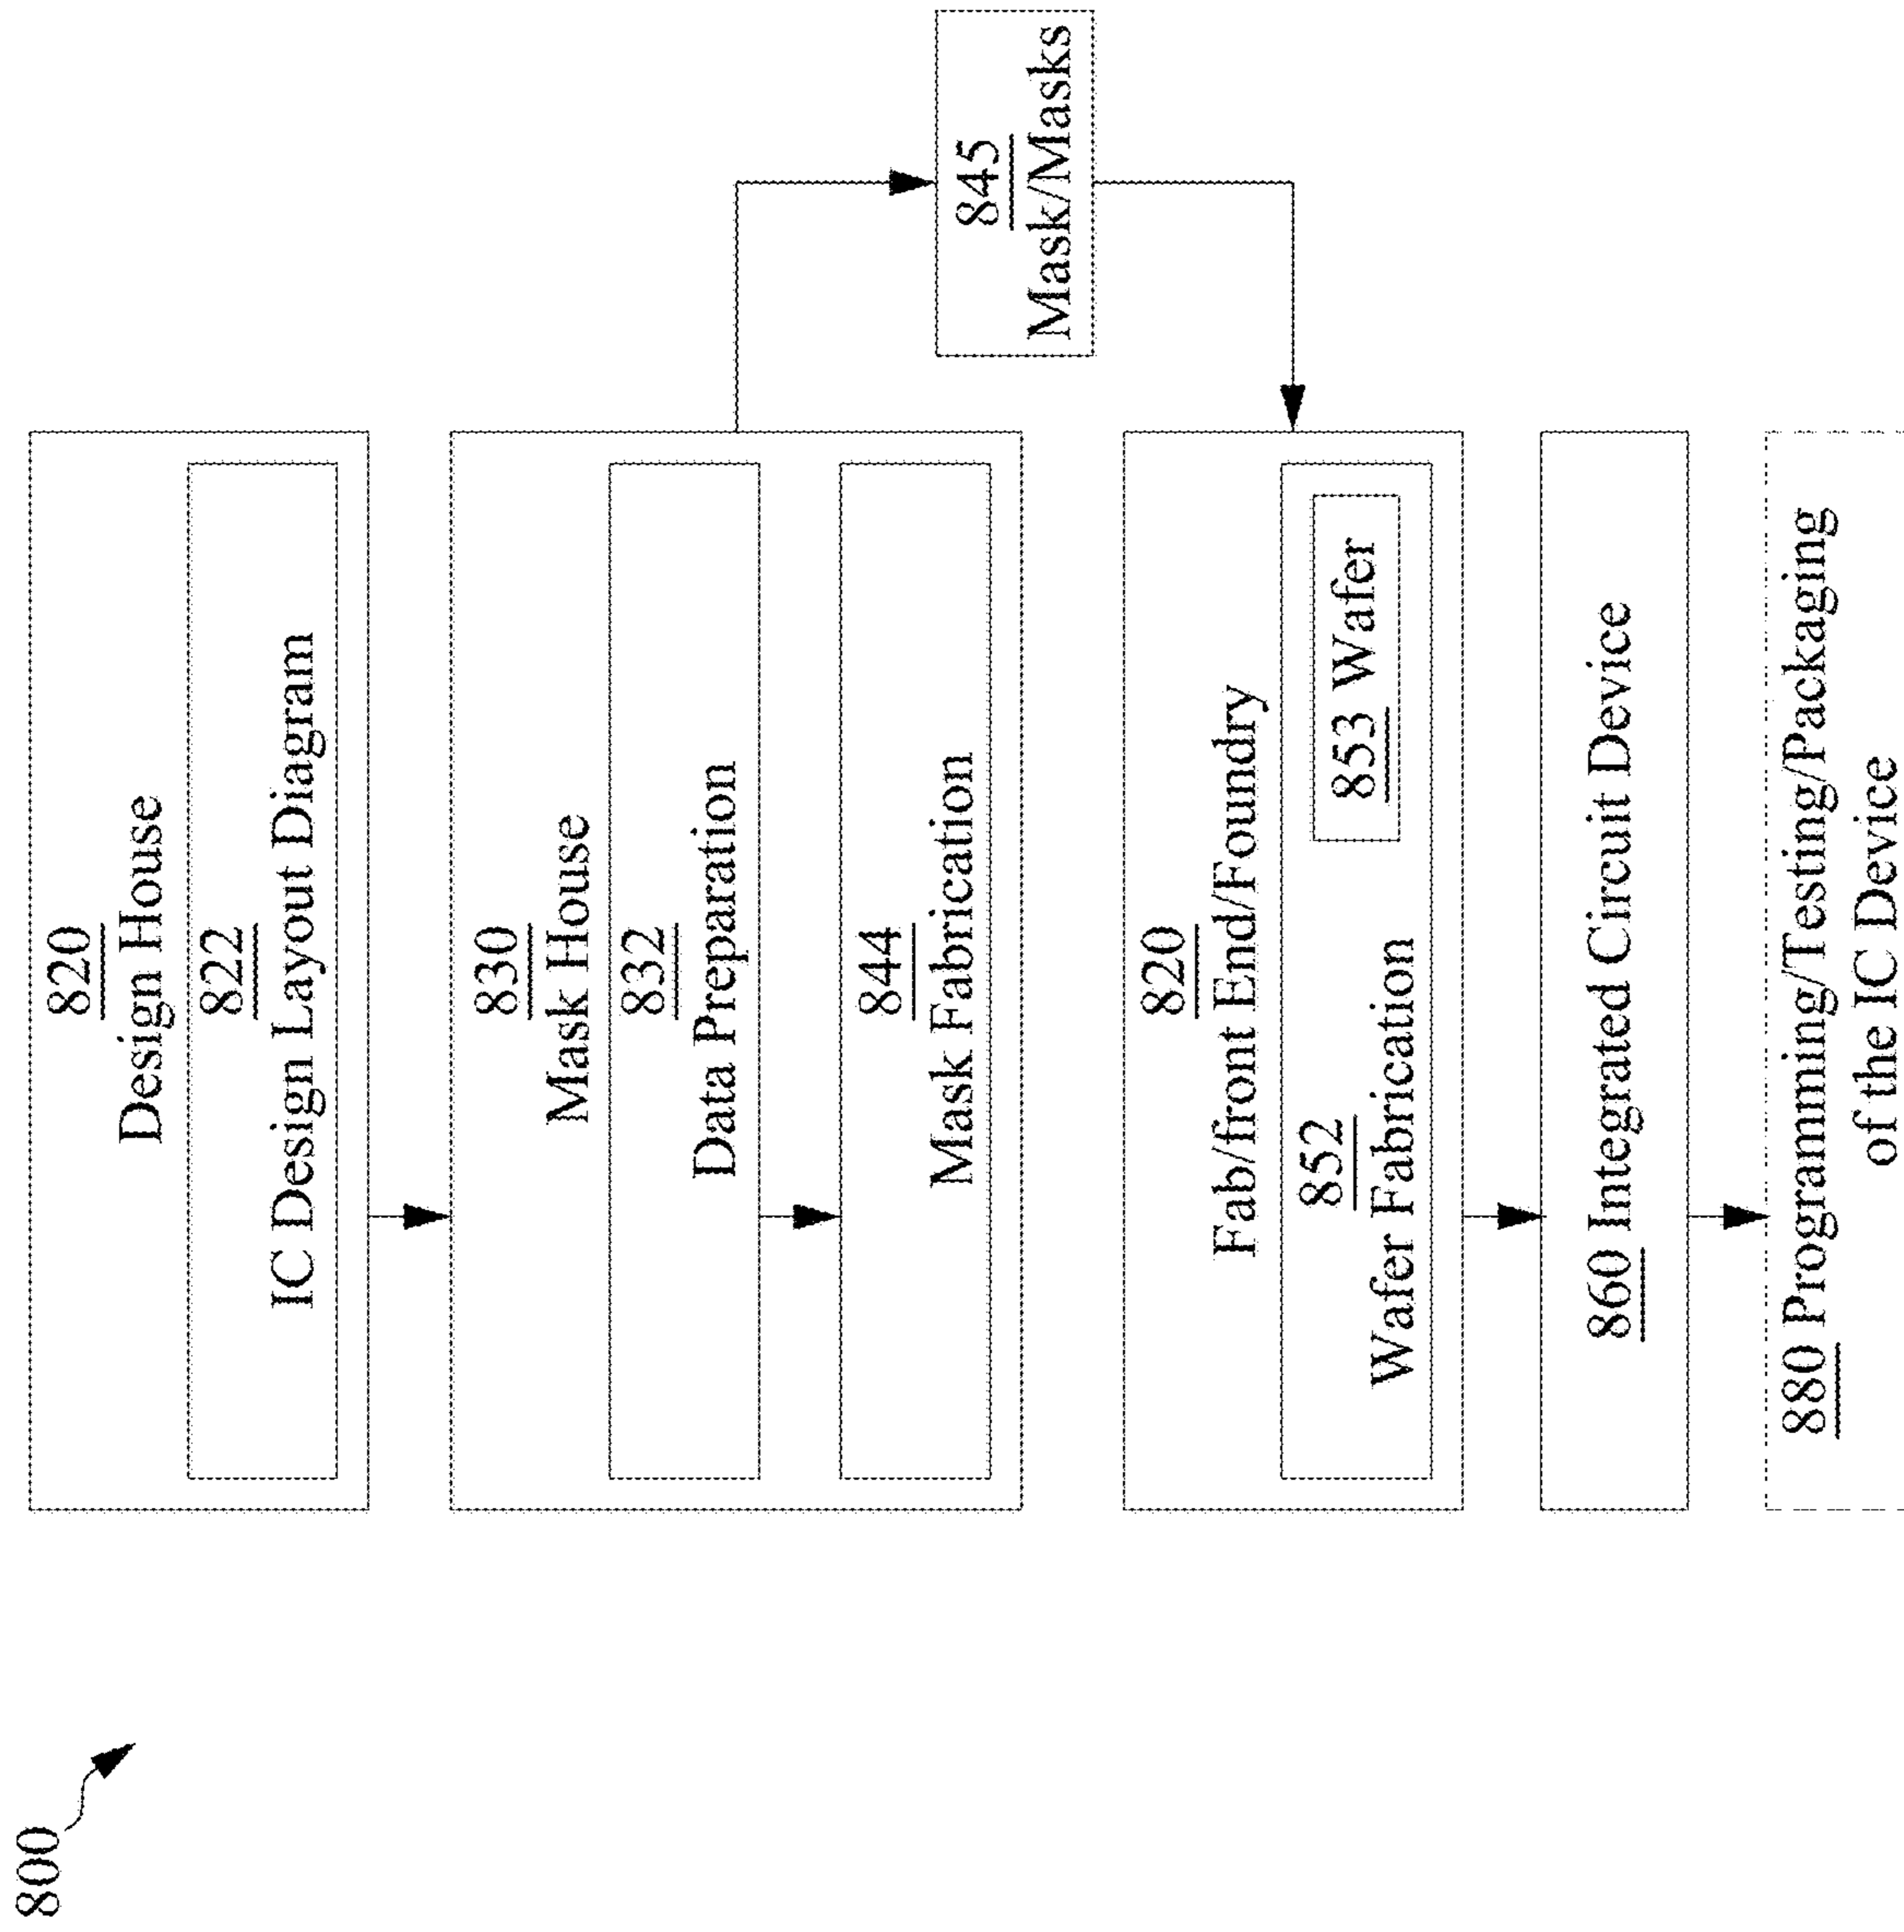 800
820
Design House
822
IC Design Layout Diagram
830
Mask House
832
Data Preparation
844
Mask Fabrication
845
Mask/Masks
820
Fab/front End/Foundry
852
Wafer Fabrication
853 Wafer
860 Integrated Circuit Device
880 Programming/Testing/Packaging
of the IC Device